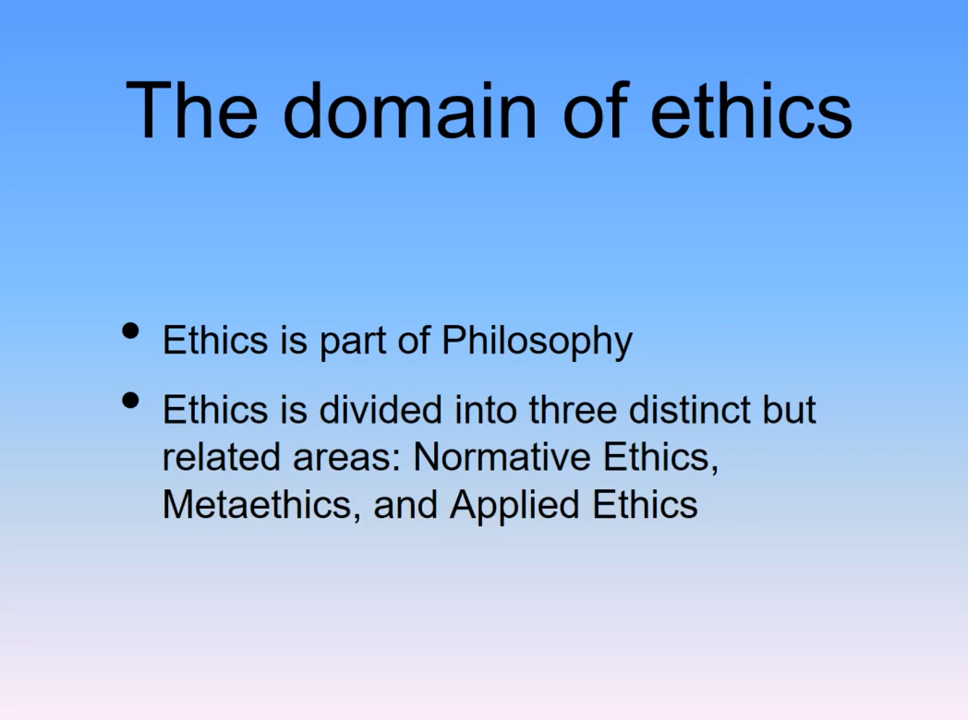 The domain of ethics
• Ethics is part of Philosophy
• Ethics is divided into three distinct but
related areas: Normative Ethics,
Metaethics, and Applied Ethics